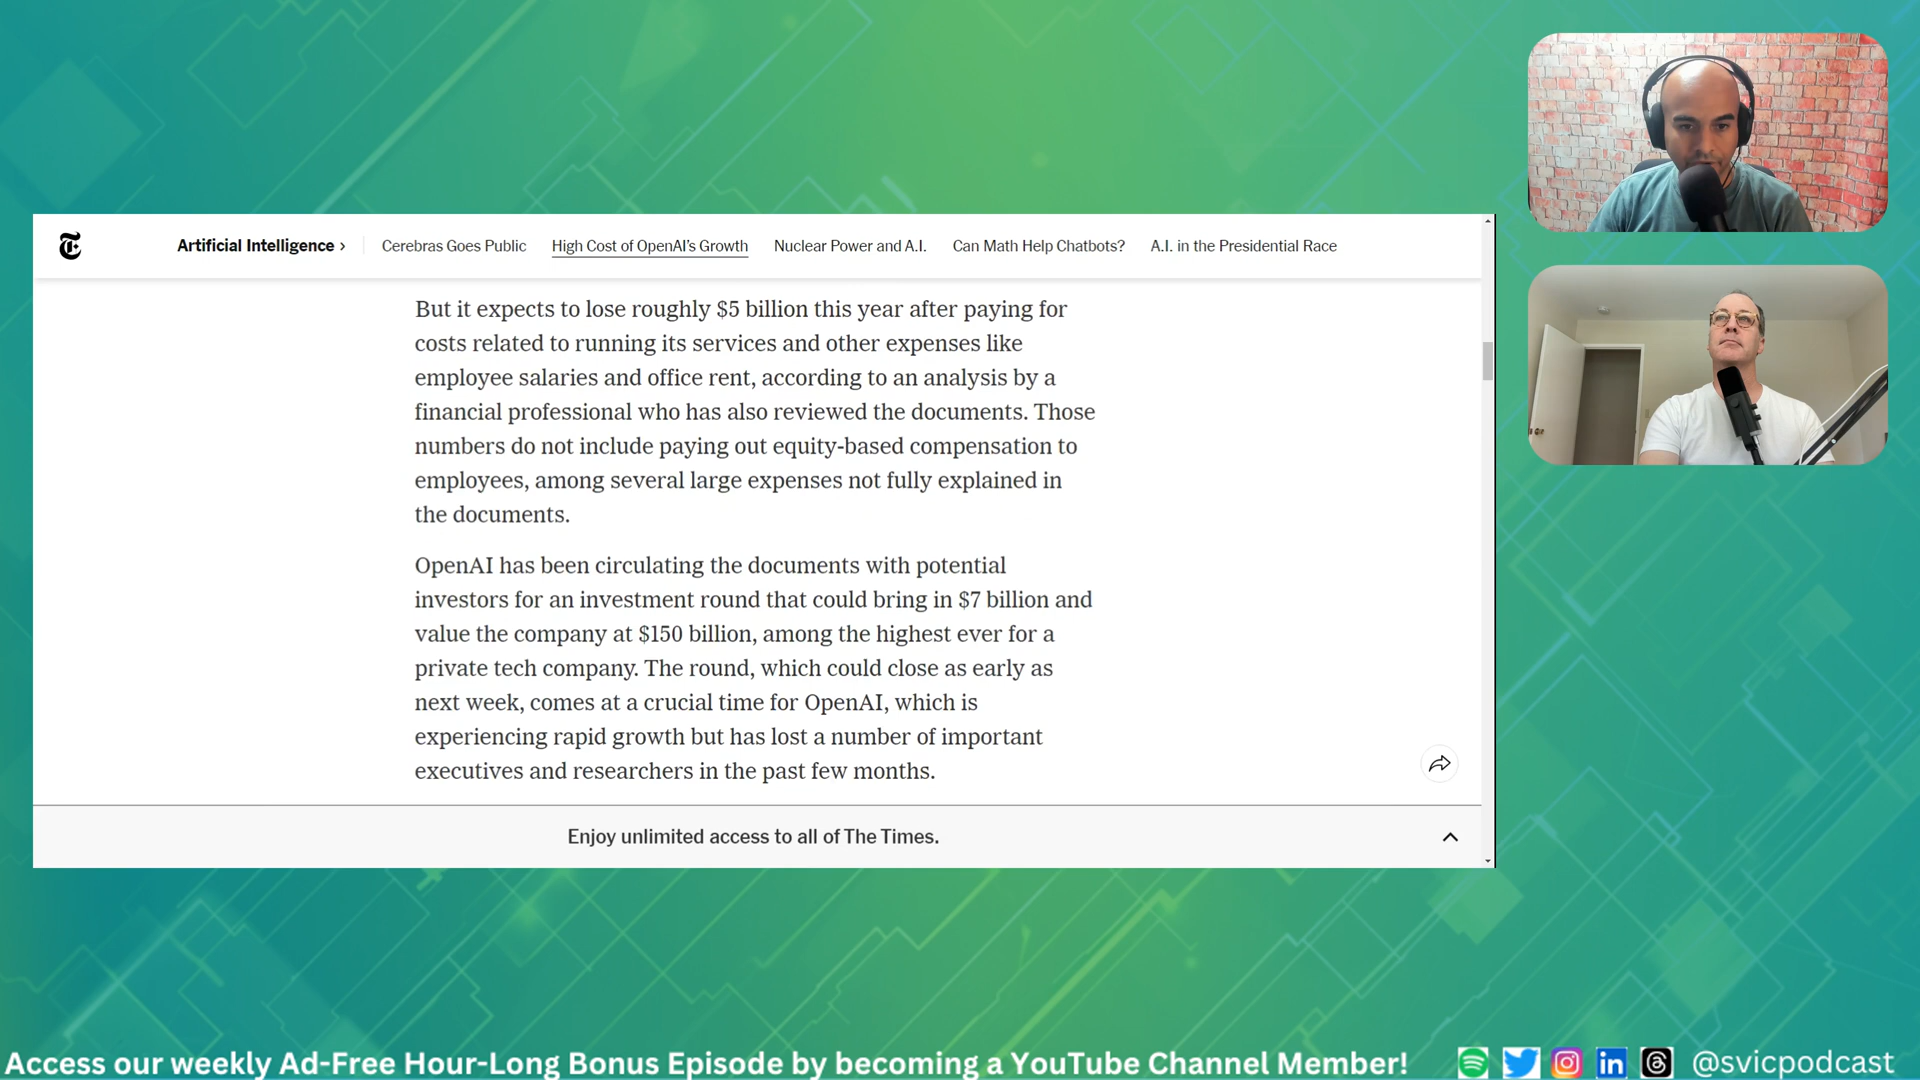 Artificial Intelligence › Cerebras Goes Public High Cost of OpenAI’s Growth Nuclear Power and A.I. Can Math Help Chatbots? A.I. in the Presidential Race
But it expects to lose roughly $5 billion this year after paying for
costs related to running its services and other expenses like
employee salaries and office rent, according to an analysis by a
financial professional who has also reviewed the documents. Those
numbers do not include paying out equity-based compensation to
employees, among several large expenses not fully explained in
the documents.
OpenAI has been circulating the documents with potential
investors for an investment round that could bring in $7 billion and
value the company at $150 billion, among the highest ever for a
private tech company. The round, which could close as early as
next week, comes at a crucial time for OpenAI, which is
experiencing rapid growth but has lost a number of important
executives and researchers in the past few months.
Enjoy unlimited access to all of The Times.
Access our weekly Ad-Free Hour-Long Bonus Episode by becoming a YouTube Channel Member! @svicpodcast